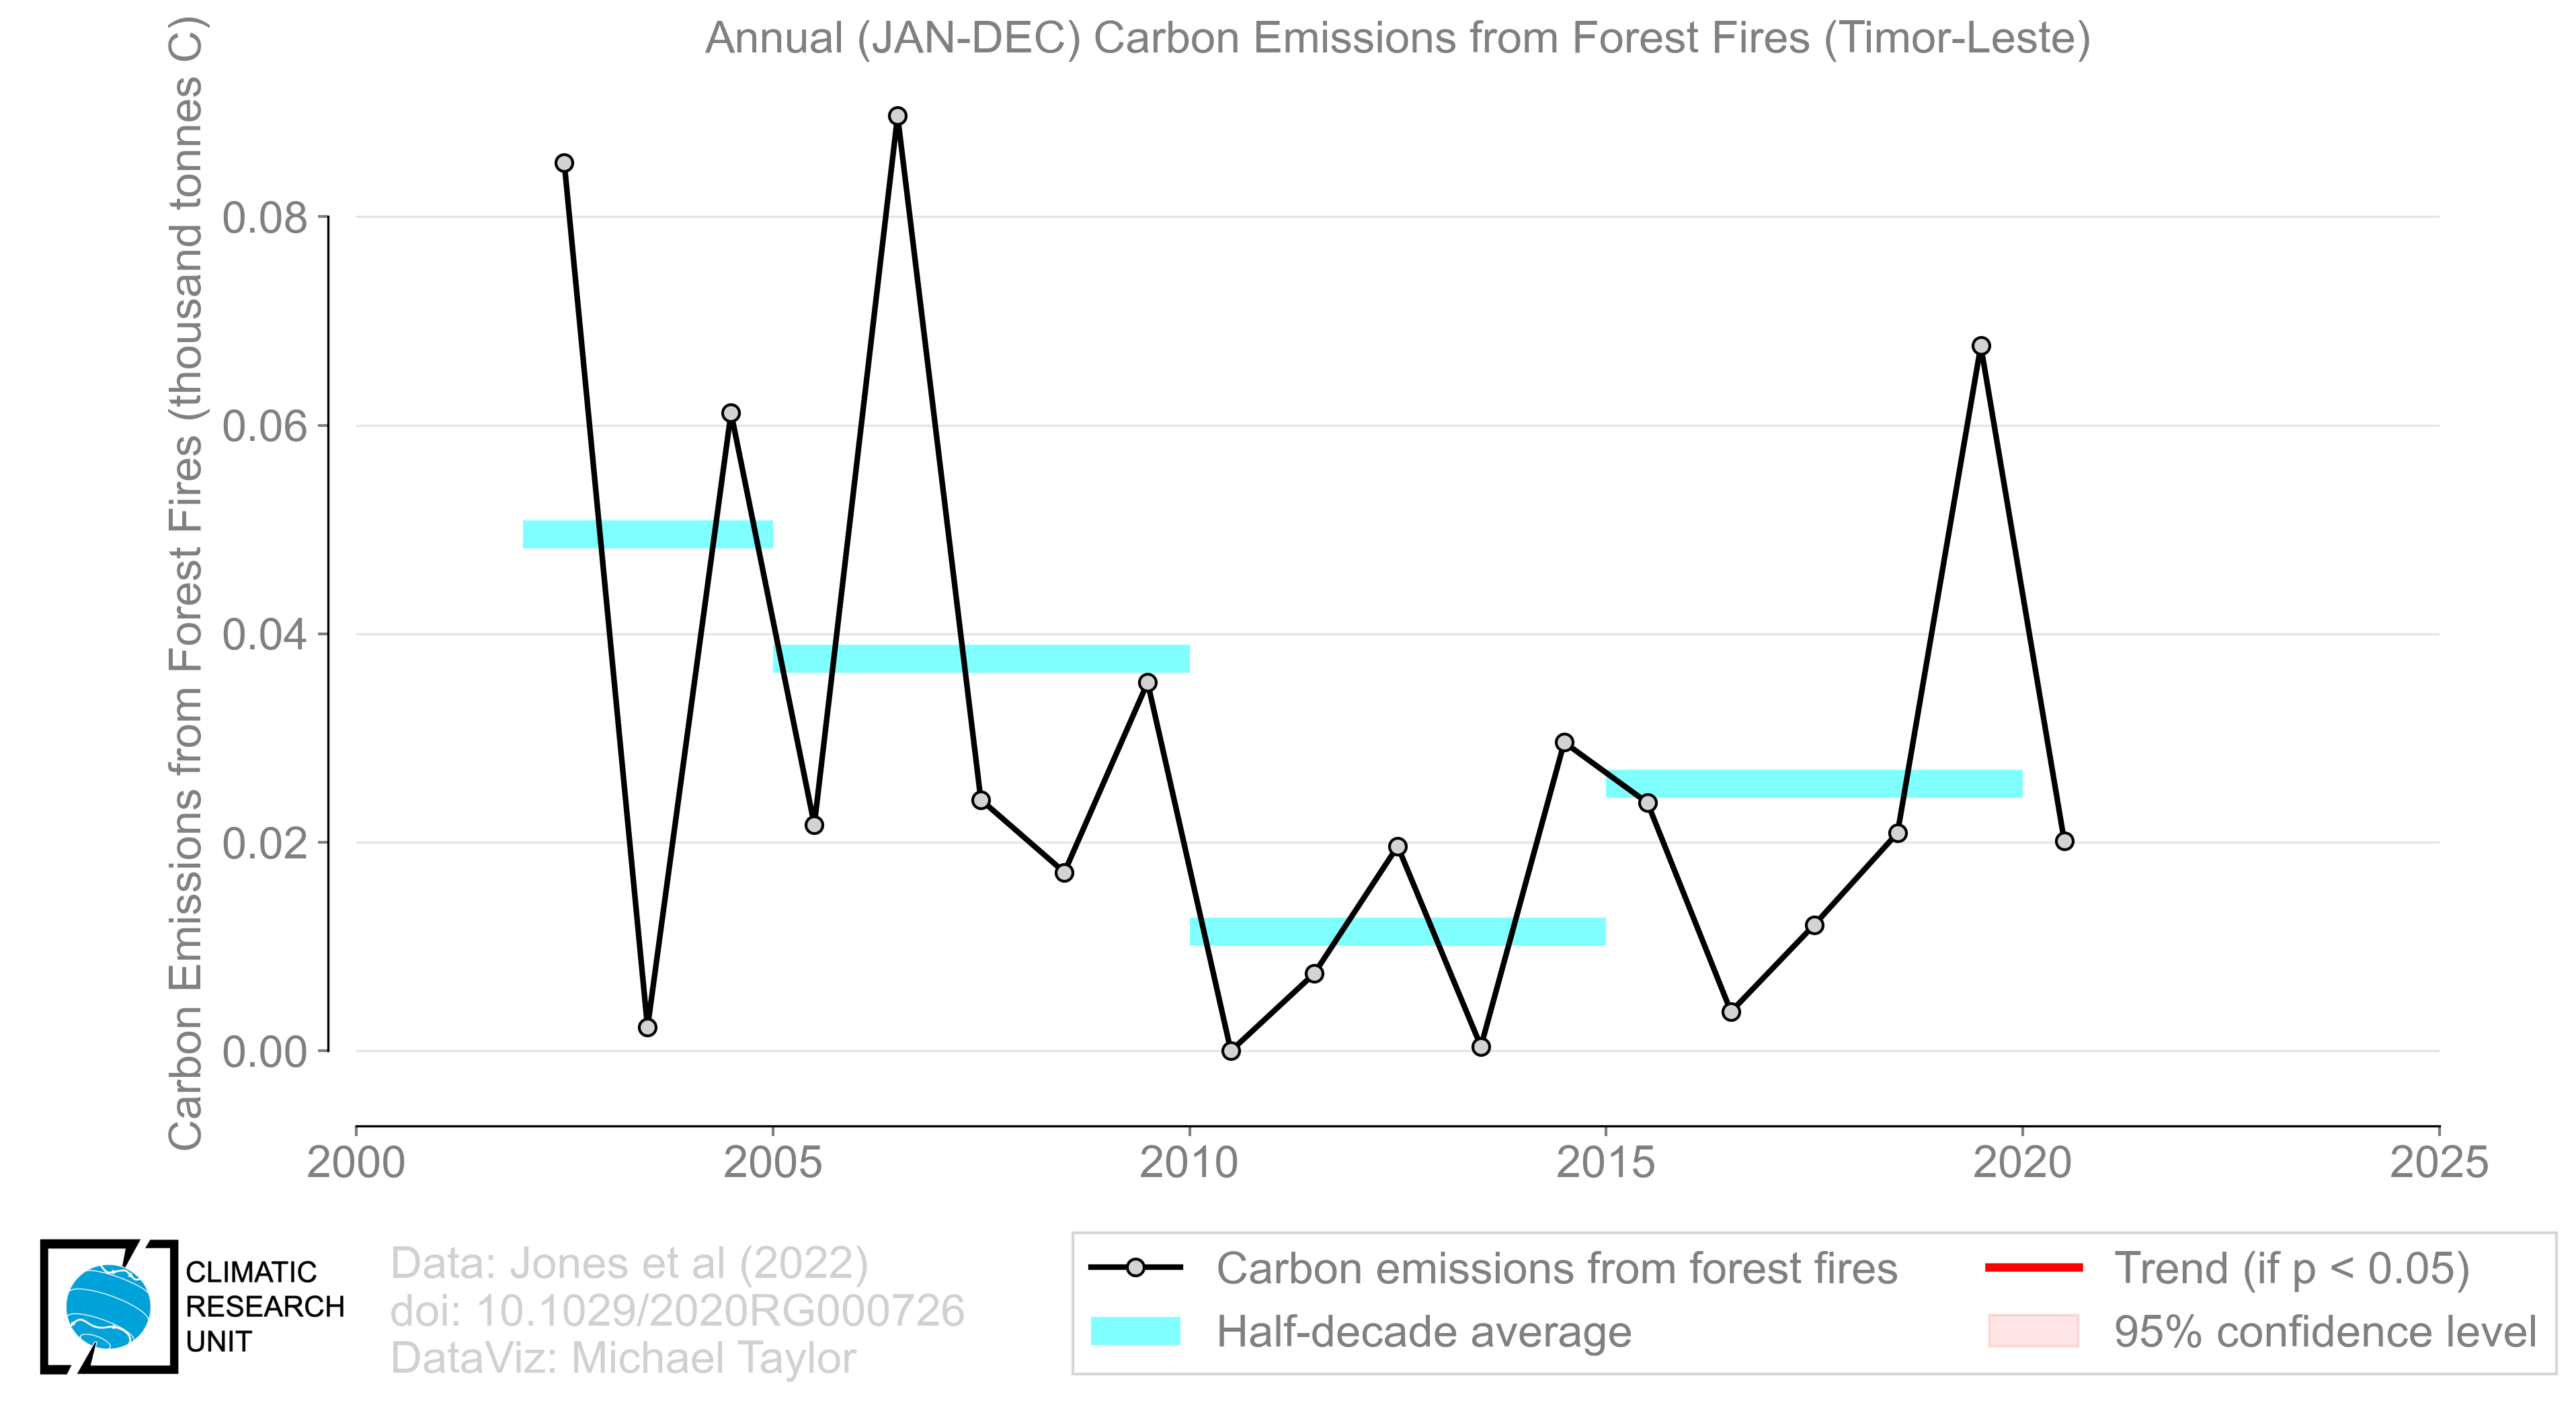 Annual (JAN-DEC) Carbon Emissions from Forest Fires (Timor-Leste)
Carbon Emissions from Forest Fires (thousand tonnes C)
0.08
0.06
0.04
0.02
0.00
2000 2005 2010 2015 2020 2025
CLIMATIC
RESEARCH
UNIT
Data: Jones et al (2022)
doi: 10.1029/2020RG000726
DataViz: Michael Taylor
Carbon emissions from forest fires
Half-decade average
Trend (if p < 0.05)
95% confidence level